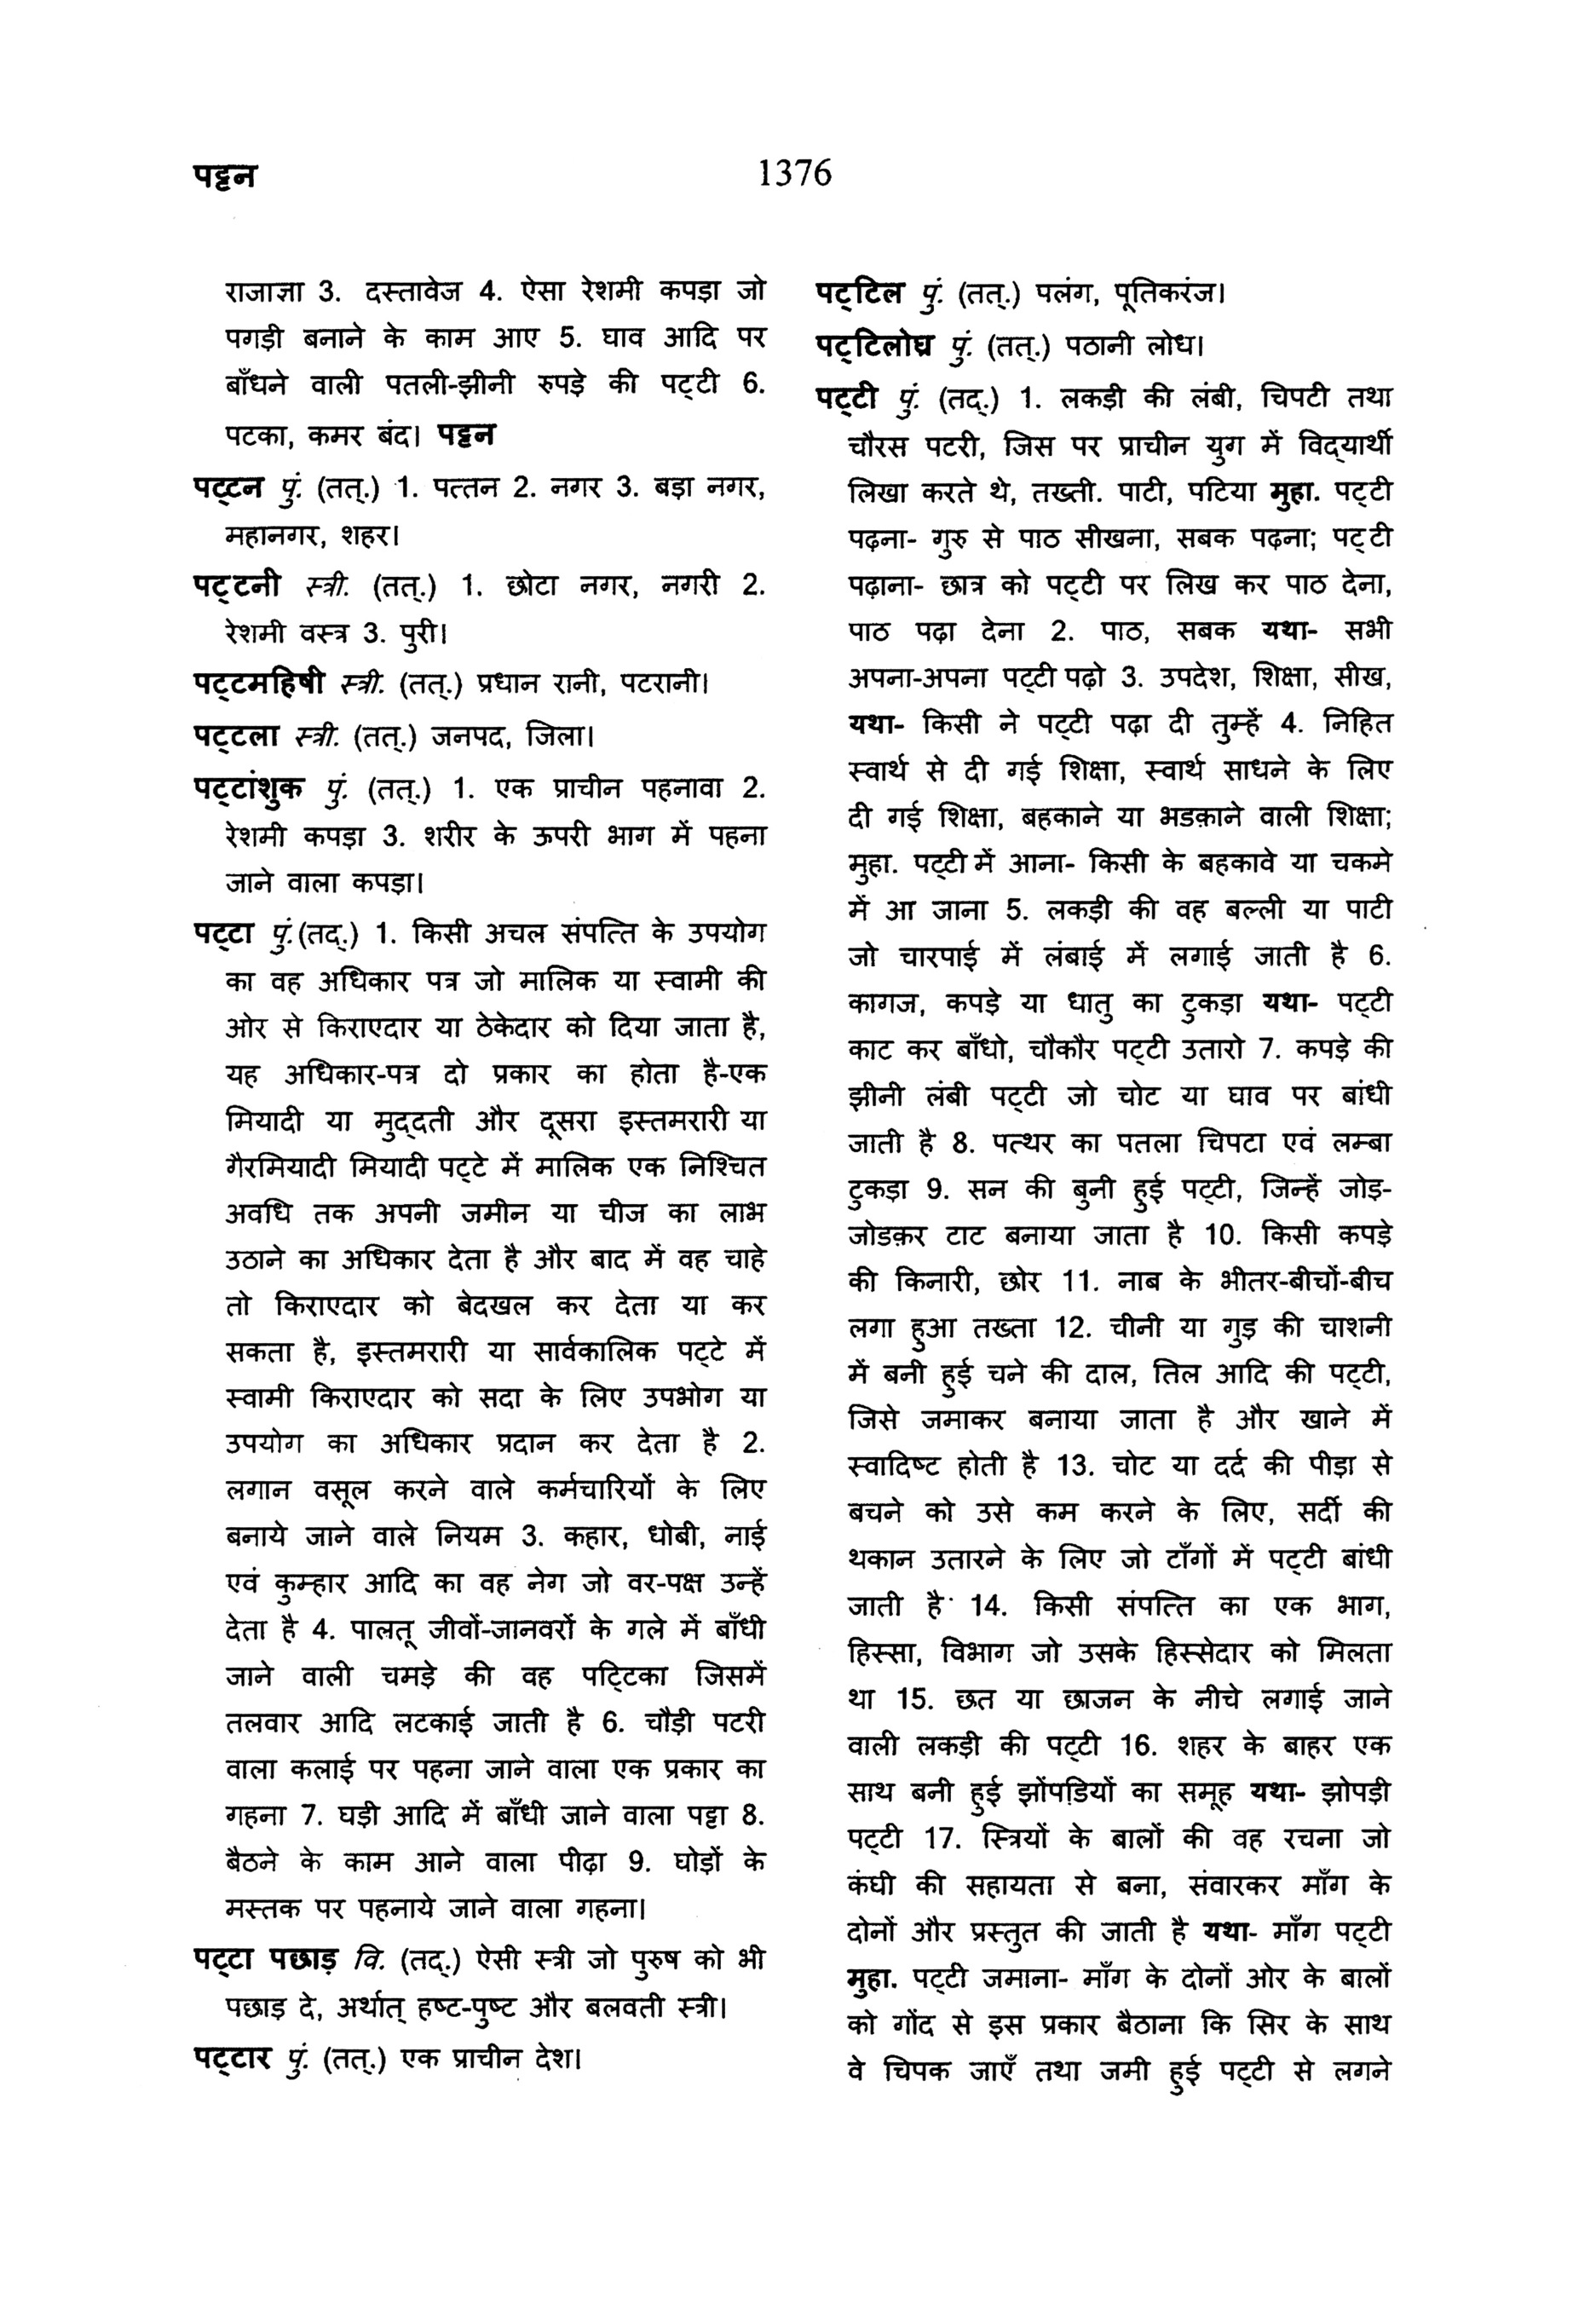 पट्टन
1376
राजाज्ञा 3. दस्तावेज 4. ऐसा रेशमी कपड़ा जो
पगड़ी बनाने के काम आए 5. घाव आदि पर
बाँधने वाली पतली-झीनी रुपड़े की पट्टी 6.
पटका, कमर बंद। पट्टन
पट्टन पुं. (तत्.) 1. पत्तन 2. नगर 3. बड़ा नगर,
महानगर, शहर।
पट्टनी स्त्री. (तत्.) 1. छोटा नगर, नगरी 2.
रेशमी वस्त्र 3. पुरी।
पट्टमहिषी स्त्री. (तत्.) प्रधान रानी, पटरानी।
पट्टला स्त्री. (तत्.) जनपद, जिला।
पट्टांशुक पुं. (तत्.) 1. एक प्राचीन पहनावा 2.
रेशमी कपड़ा 3. शरीर के ऊपरी भाग में पहना
जाने वाला कपड़ा।
पट्टा पुं.(तद्.) 1. किसी अचल संपत्ति के उपयोग
का वह अधिकार पत्र जो मालिक या स्वामी की
ओर से किराएदार या ठेकेदार को दिया जाता है,
यह अधिकार-पत्र दो प्रकार का होता है-एक
मियादी या मुद्दती और दूसरा इस्तमरारी या
गैरमियादी मियादी पट्टे में मालिक एक निश्चित
अवधि तक अपनी जमीन या चीज का लाभ
उठाने का अधिकार देता है और बाद में वह चाहे
तो किराएदार को बेदखल कर देता या कर
सकता है, इस्तमरारी या सार्वकालिक पट्टे में
स्वामी किराएदार को सदा के लिए उपभोग या
उपयोग का अधिकार प्रदान कर देता है 2.
लगान वसूल करने वाले कर्मचारियों के लिए
बनाये जाने वाले नियम 3. कहार, धोबी, नाई
एवं कुम्हार आदि का वह नेग जो वर-पक्ष उन्हें
देता है 4. पालतू जीवों-जानवरों के गले में बाँधी
जाने वाली चमड़े की वह पट्टिका जिसमें
तलवार आदि लटकाई जाती है 6. चौड़ी पटरी
वाला कलाई पर पहना जाने वाला एक प्रकार का
गहना 7. घड़ी आदि में बाँधी जाने वाला पट्टा 8.
बैठने के काम आने वाला पीढ़ा 9. घोड़ों के
मस्तक पर पहनाये जाने वाला गहना।
पट्टा पछाड़ वि. (तद्.) ऐसी स्त्री जो पुरुष को भी
पछाड़ दे, अर्थात् हष्ट-पुष्ट और बलवती स्त्री।
पट्टार पुं. (तत्.) एक प्राचीन देश।
पट्टिल पुं. (तत्.) पलंग, पूतिकरंज।
पट्टिलोघ्र पुं. (तत्.) पठानी लोध।
पट्टी पुं. (तद्.) 1. लकड़ी की लंबी, चिपटी तथा
चौरस पटरी, जिस पर प्राचीन युग में विद्यार्थी
लिखा करते थे, तख्ती. पाटी, पटिया मुहा. पट्टी
पढ़ना- गुरु से पाठ सीखना, सबक पढ़ना; पट्टी
पढ़ाना- छात्र को पट्टी पर लिख कर पाठ देना,
पाठ पढ़ा देना 2. पाठ, सबक यथा- सभी
अपना-अपना पट्टी पढ़ो 3. उपदेश, शिक्षा, सीख,
यथा- किसी ने पट्टी पढ़ा दी तुम्हें 4. निहित
स्वार्थ से दी गई शिक्षा, स्वार्थ साधने के लिए
दी गई शिक्षा, बहकाने या भडक़ाने वाली शिक्षा;
मुहा. पट्टी में आना- किसी के बहकावे या चकमे
में आ जाना 5. लकड़ी की वह बल्ली या पाटी
जो चारपाई में लंबाई में लगाई जाती है 6.
कागज, कपड़े या धातु का टुकड़ा यथा- पट्टी
काट कर बाँधो, चौकौर पट्टी उतारो 7. कपड़े की
झीनी लंबी पट्टी जो चोट या घाव पर बांधी
जाती है 8. पत्थर का पतला चिपटा एवं लम्बा
टुकड़ा 9. सन की बुनी हुई पट्टी, जिन्हें जोड़-
जोडक़र टाट बनाया जाता है 10. किसी कपड़े
की किनारी, छोर 11. नाब के भीतर-बीचों-बीच
लगा हुआ तख्ता 12. चीनी या गुड़ की चाशनी
में बनी हुई चने की दाल, तिल आदि की पट्टी,
जिसे जमाकर बनाया जाता है और खाने में
स्वादिष्ट होती है 13. चोट या दर्द की पीड़ा से
बचने को उसे कम करने के लिए, सर्दी की
थकान उतारने के लिए जो टाँगों में पट्टी बांधी
जाती है 14. किसी संपत्ति का एक भाग,
हिस्सा, विभाग जो उसके हिस्सेदार को मिलता
था 15. छत या छाजन के नीचे लगाई जाने
वाली लकड़ी की पट्टी 16. शहर के बाहर एक
साथ बनी हुई झोंपड़ियों का समूह यथा- झोपड़ी
पट्टी 17. स्त्रियों के बालों की वह रचना जो
कंघी की सहायता से बना, संवारकर माँग के
दोनों और प्रस्तुत की जाती है यथा- माँग पट्टी
मुहा. पट्टी जमाना- माँग के दोनों ओर के बालों
को गोंद से इस प्रकार बैठाना कि सिर के साथ
वे चिपक जाएँ तथा जमी हुई पट्टी से लगने